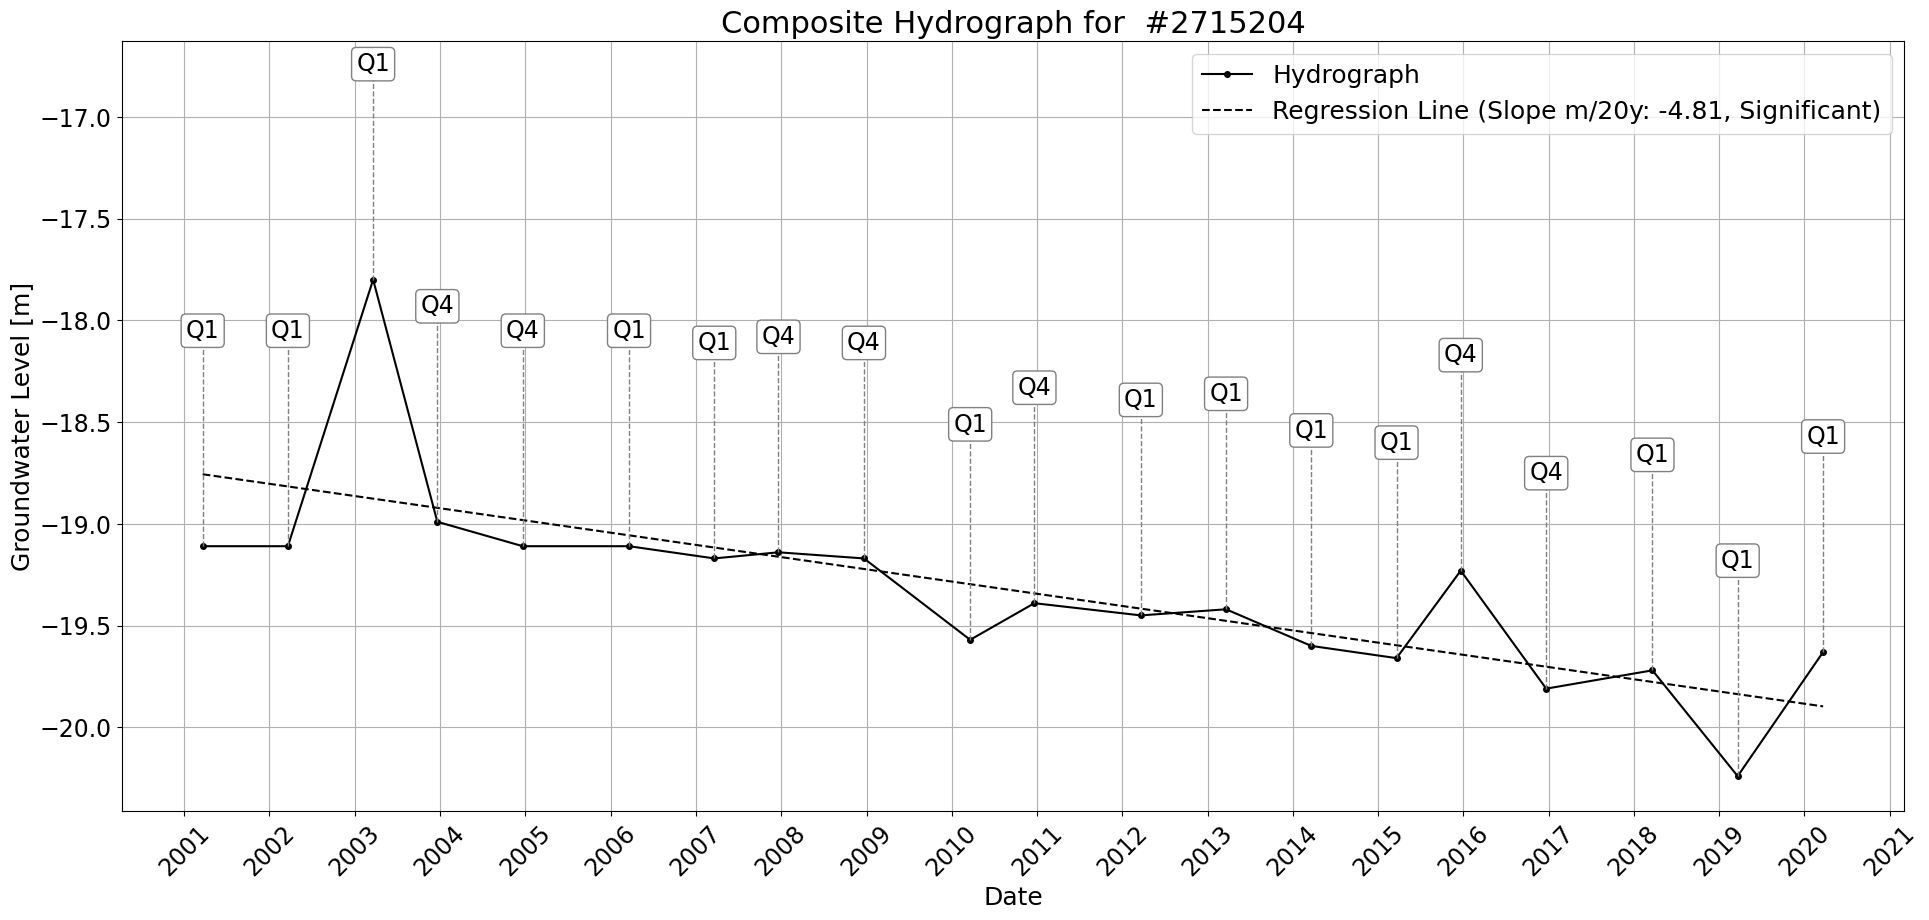 Composite Hydrograph for  #2715204
Hydrograph
Regression Line (Slope m/20y: -4.81, Significant)
Groundwater Level [m]
−17.0
−17.5
−18.0
−18.5
−19.0
−19.5
−20.0
Q1
Q1
Q1
Q4
Q4
Q1
Q1
Q4
Q4
Q1
Q4
Q1
Q1
Q1
Q1
Q4
Q4
Q1
Q1
Q1
2001
2002
2003
2004
2005
2006
2007
2008
2009
2010
2011
2012
2013
2014
2015
2016
2017
2018
2019
2020
2021
Date